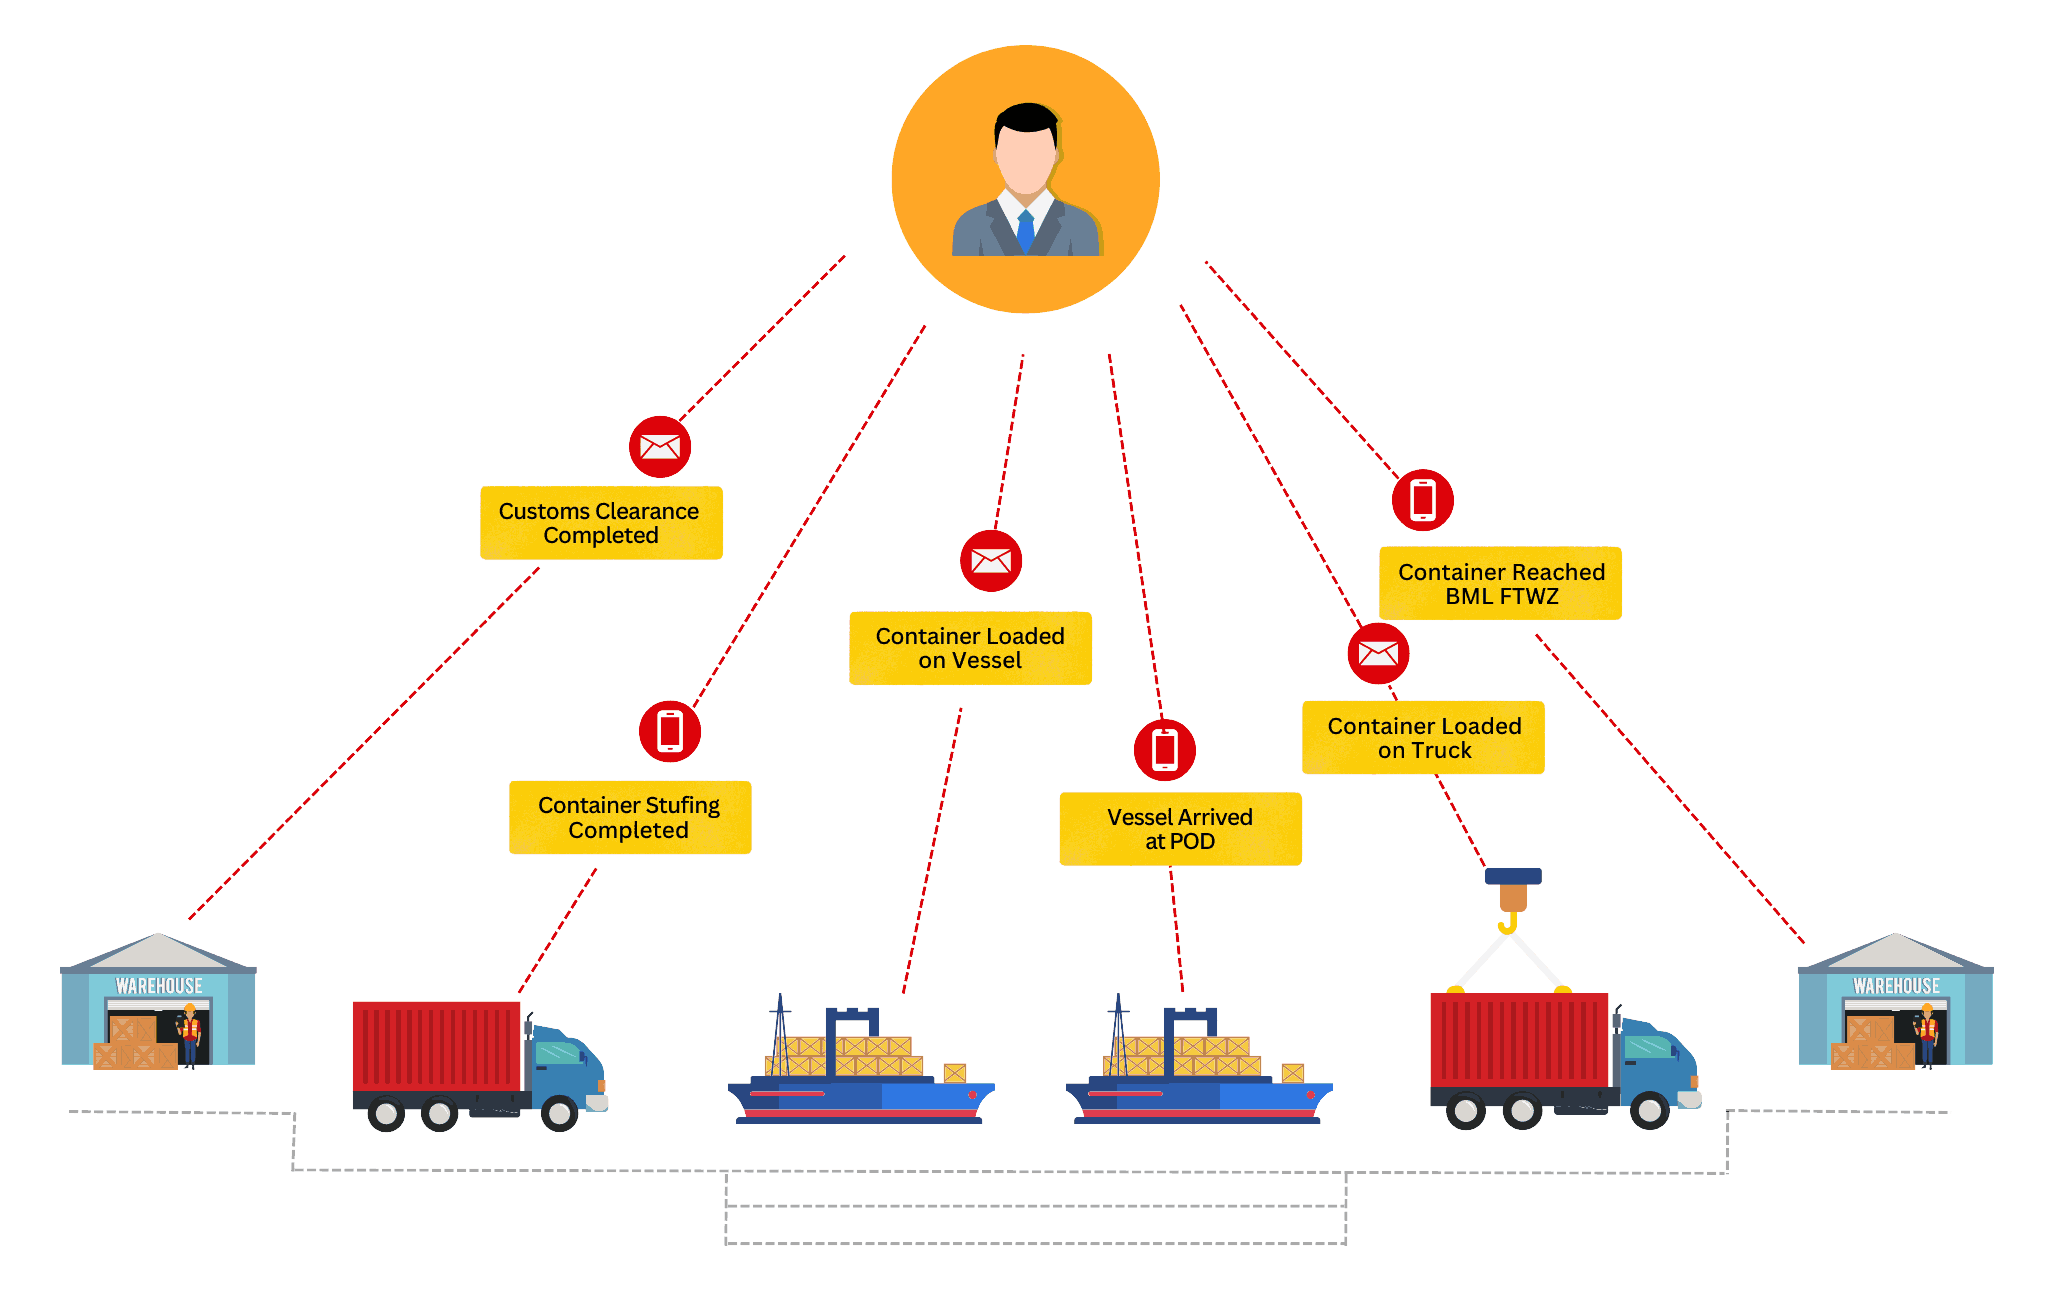 Customs Clearance
Completed
Container Reached
BML FTWZ
Container Loaded
on Vessel
Container Loaded
on Truck
Container Stufing
Completed
Vessel Arrived
at POD
WAREHOUSE
WAREHOUSE